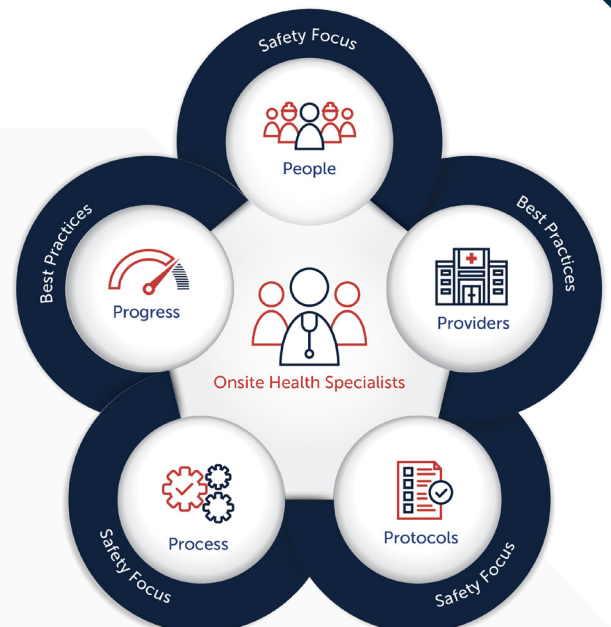 Safety Focus
People
Best Practices
Providers
Best Practices
Progress
Onsite Health Specialists
Safety Focus
Process
Protocols
Safety Focus